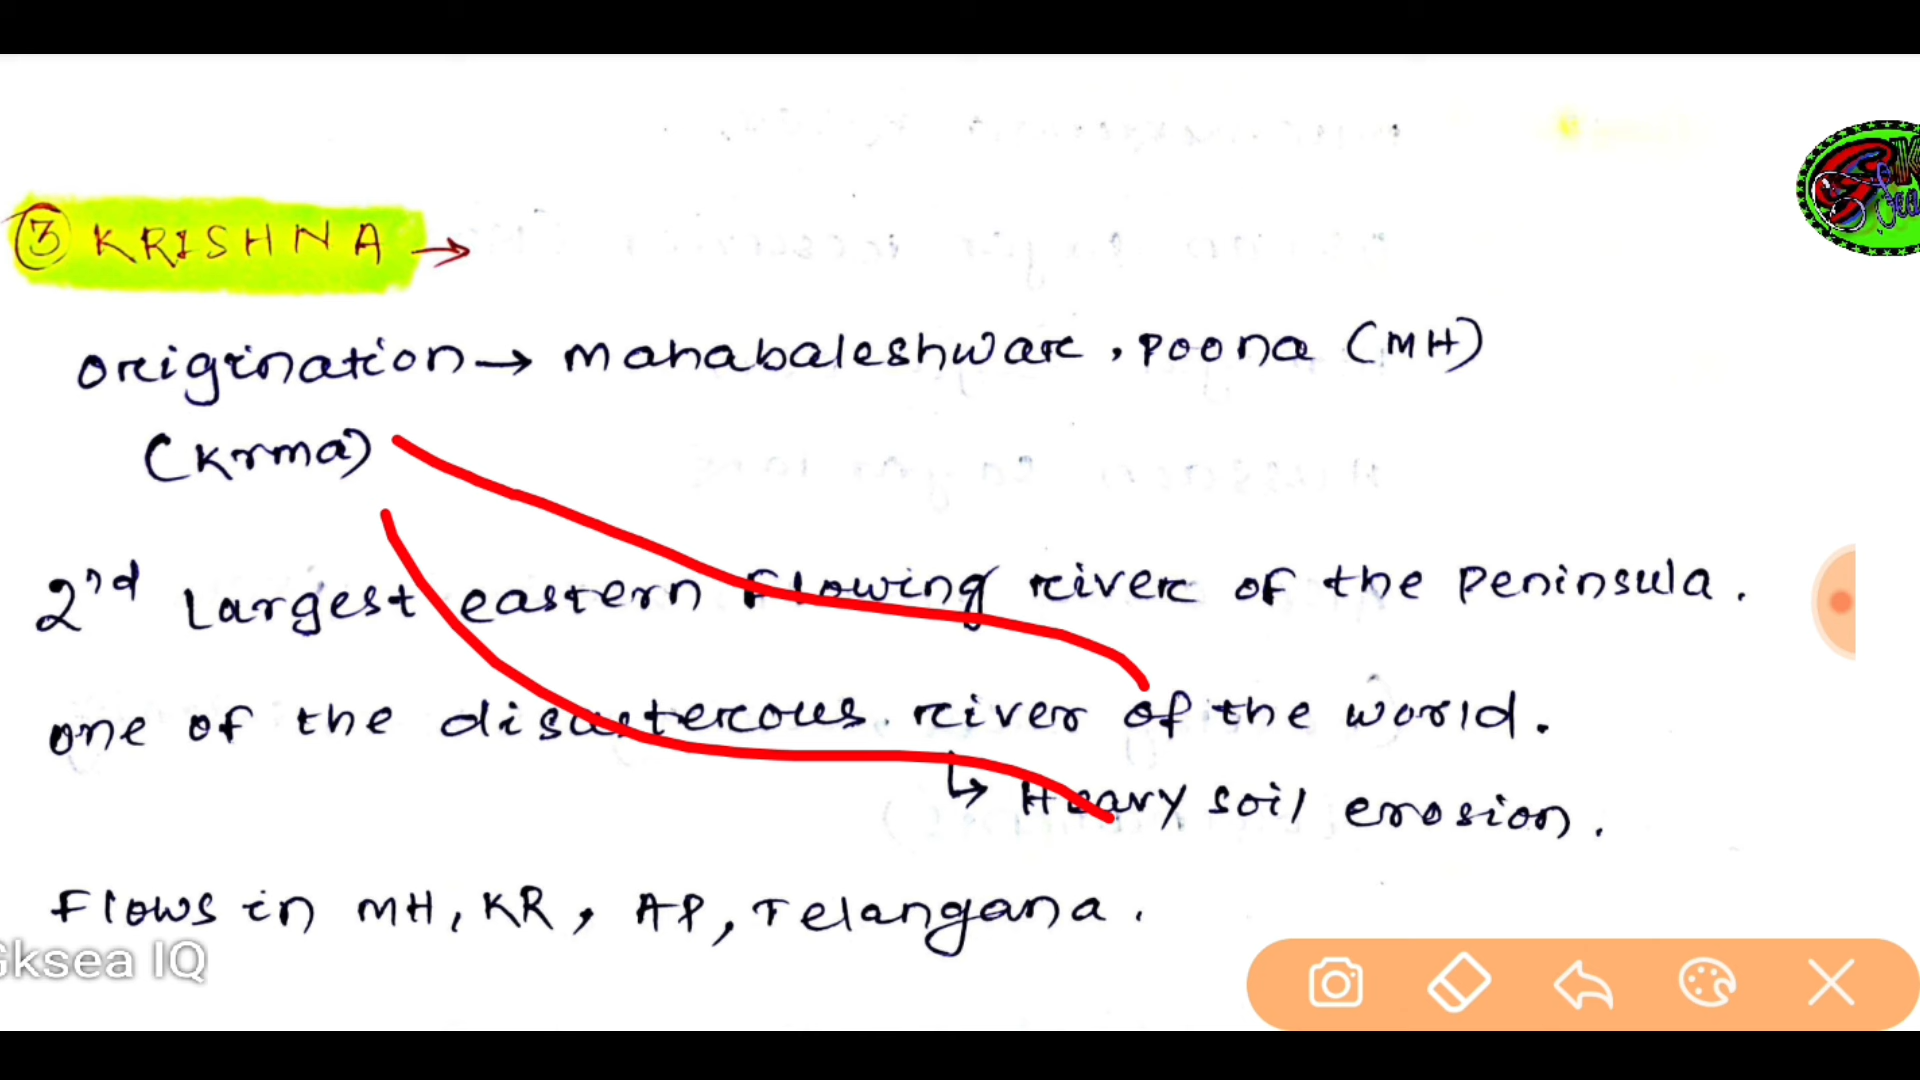 ③ KRISHNA →
origination → Mahabaleshwar, Poona (MH)
(Krma)
2nd Largest eastern flowing river of the Peninsula.
one of the disasterous river of the world.
↳ Heavy soil erosion.
Flows in MH, KR, AP, Telangana.
Gksea IQ